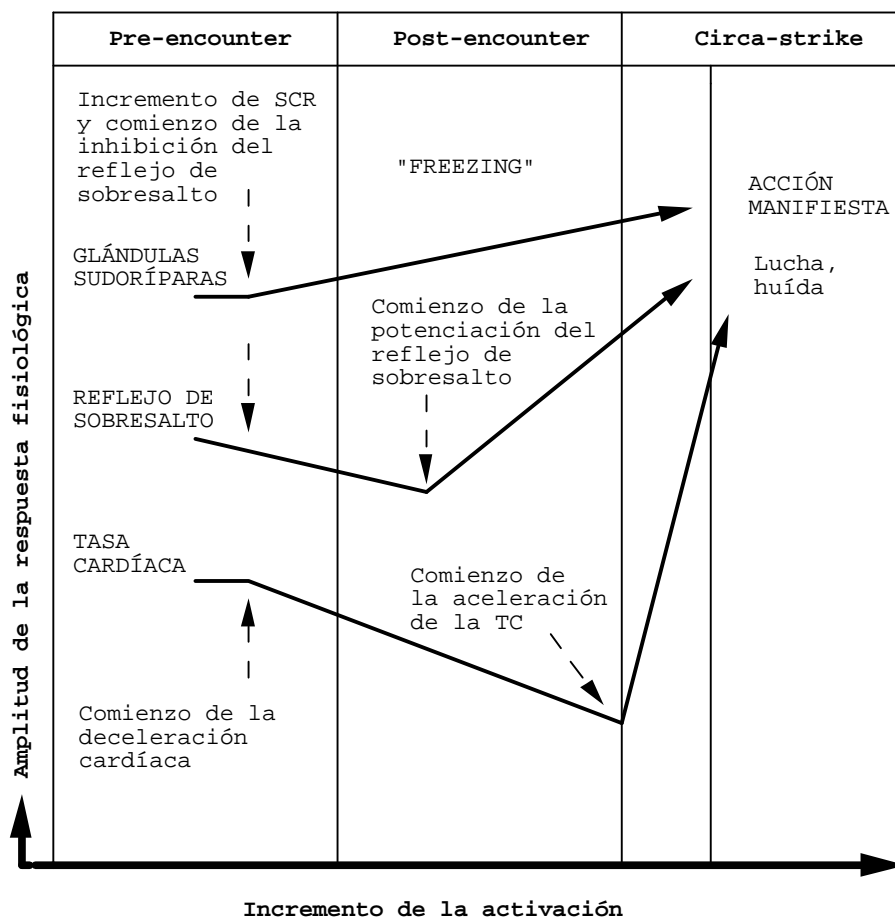 Pre-encounter
Post-encounter
Circa-strike
Incremento de SCR
y comienzo de la
inhibición del
reflejo de
sobresalto
"FREEZING"
ACCIÓN
MANIFIESTA
Lucha,
huída
GLÁNDULAS
SUDORÍPARAS
Comienzo de la
potenciación del
reflejo de
sobresalto
REFLEJO DE
SOBRESALTO
TASA
CARDÍACA
Comienzo de
la aceleración
de la TC
Comienzo de la
deceleración
cardíaca
Amplitud de la respuesta fisiológica
Incremento de la activación